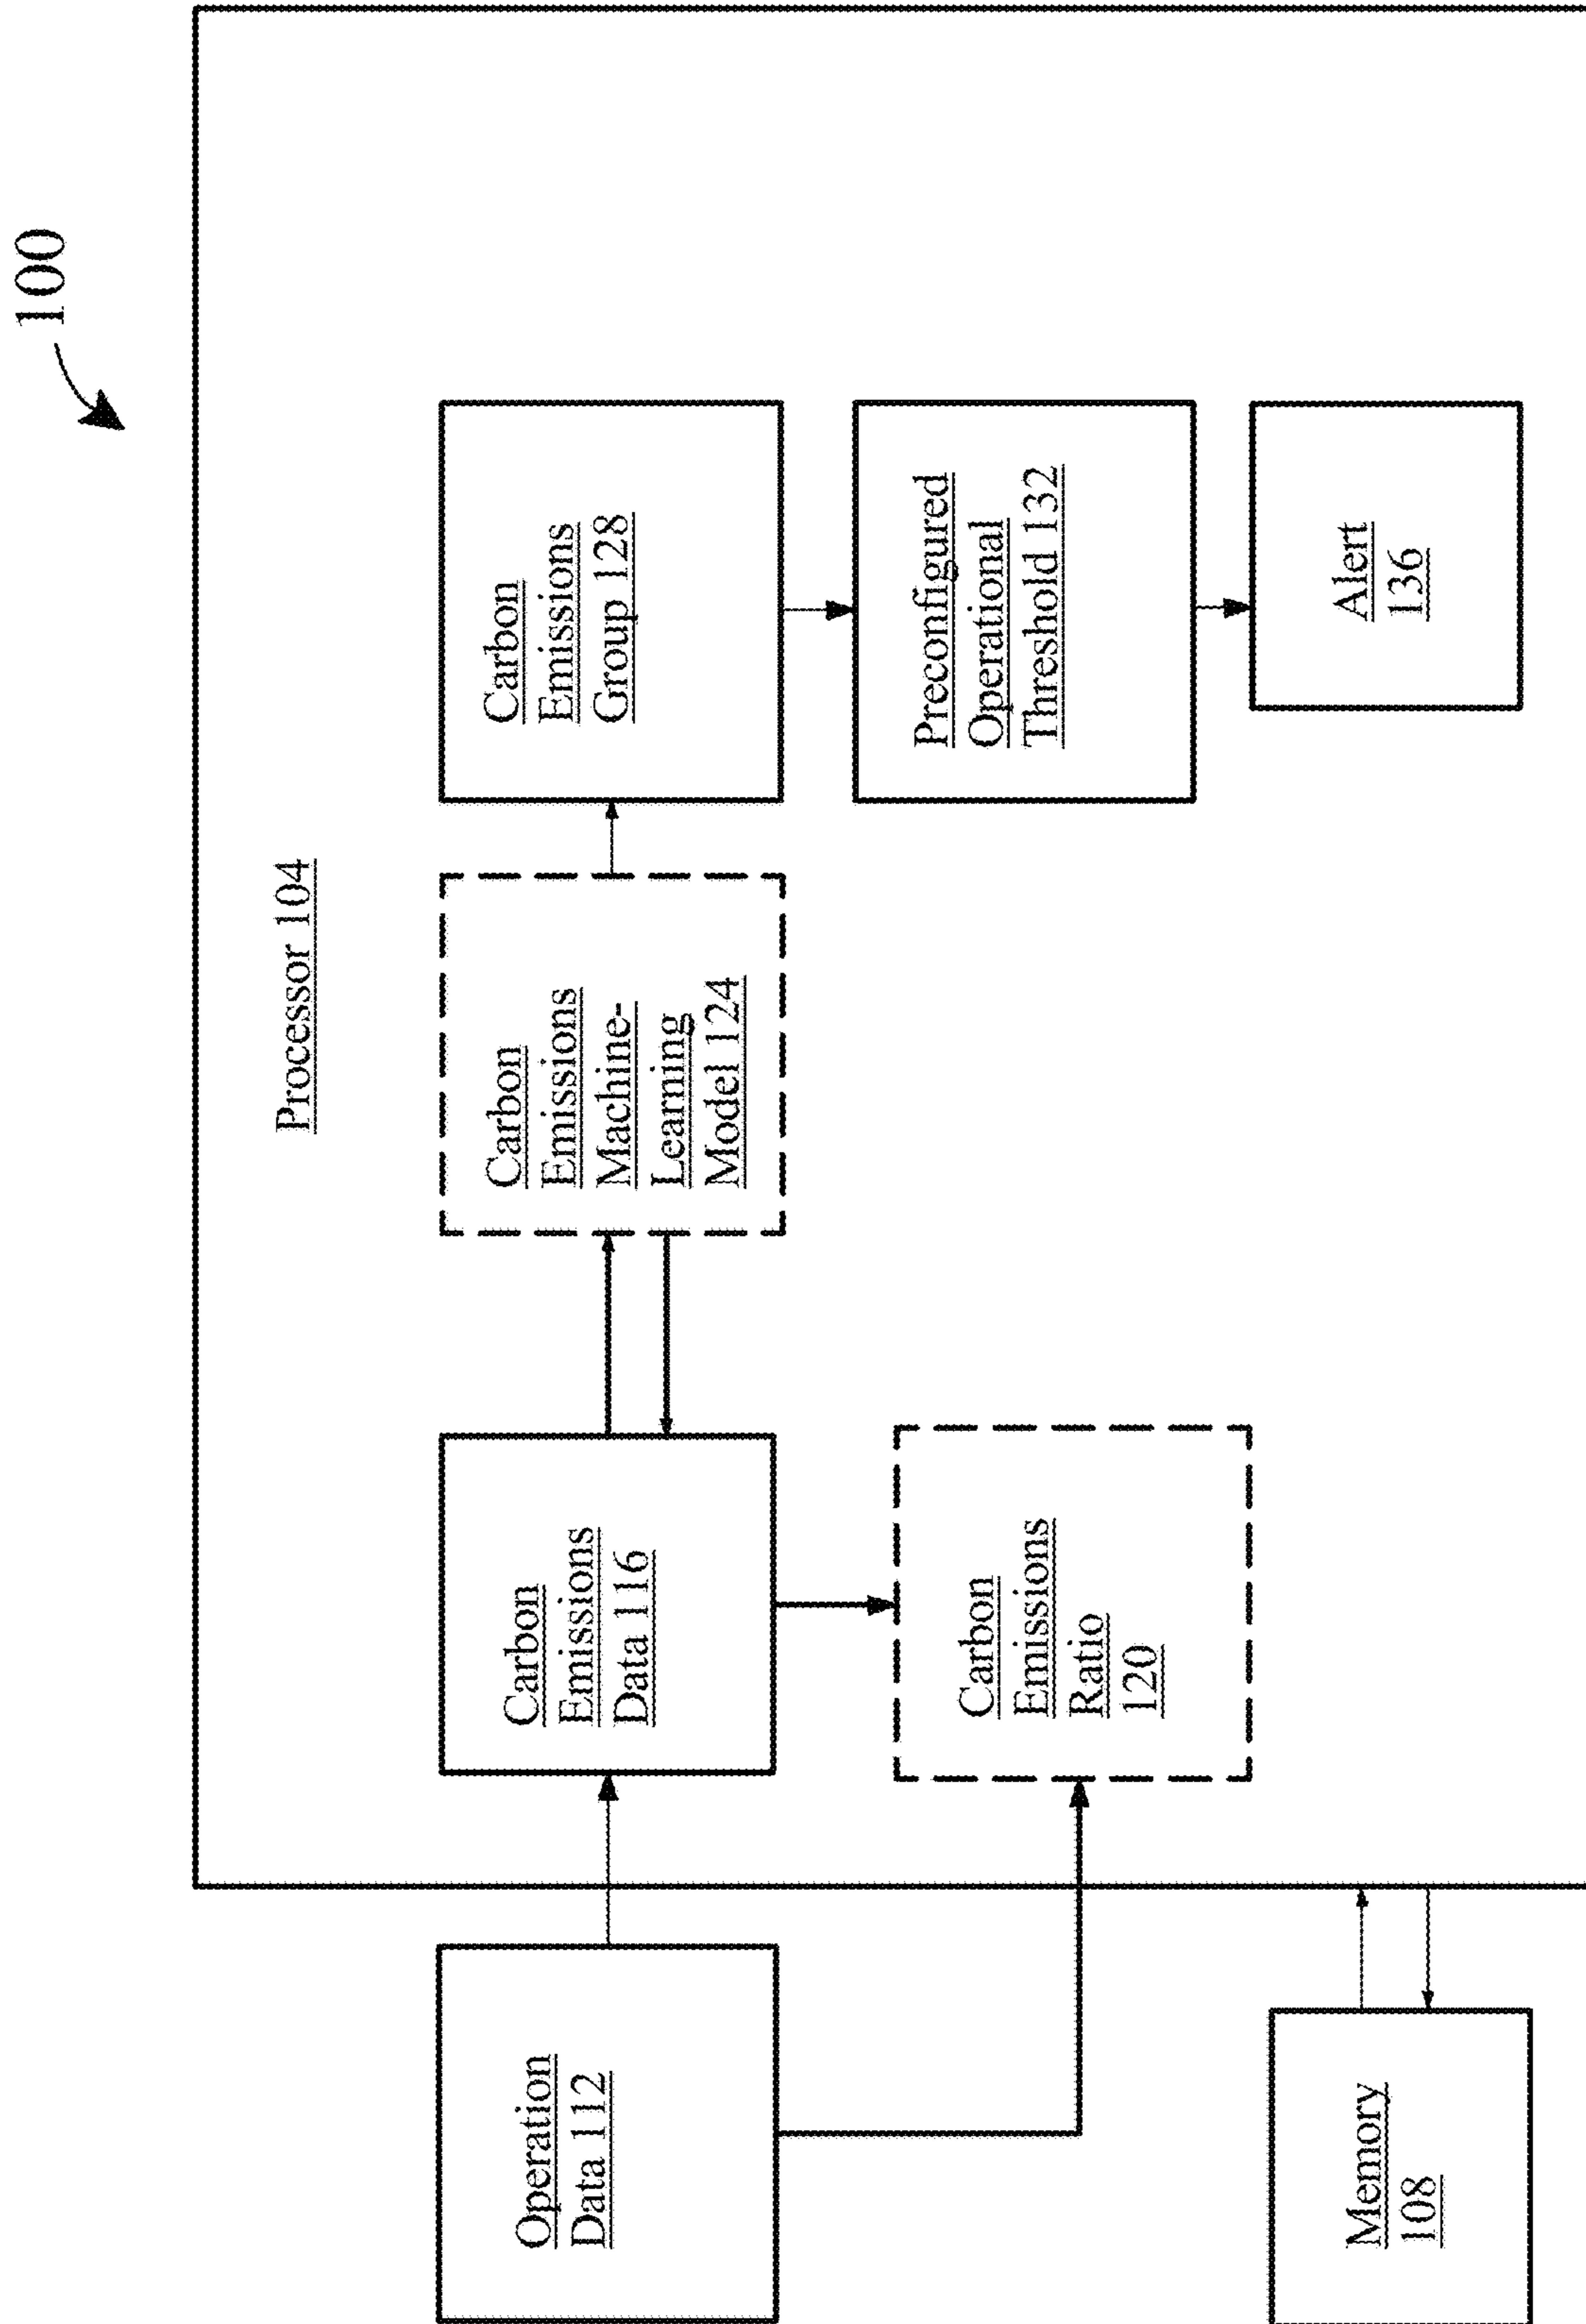 100
Processor 104
Operation
Data 112
Carbon
Emissions
Data 116
Carbon
Emissions
Machine-
Learning
Model 124
Carbon
Emissions
Group 128
Carbon
Emissions
Ratio
120
Preconfigured
Operational
Threshold 132
Memory
108
Alert
136